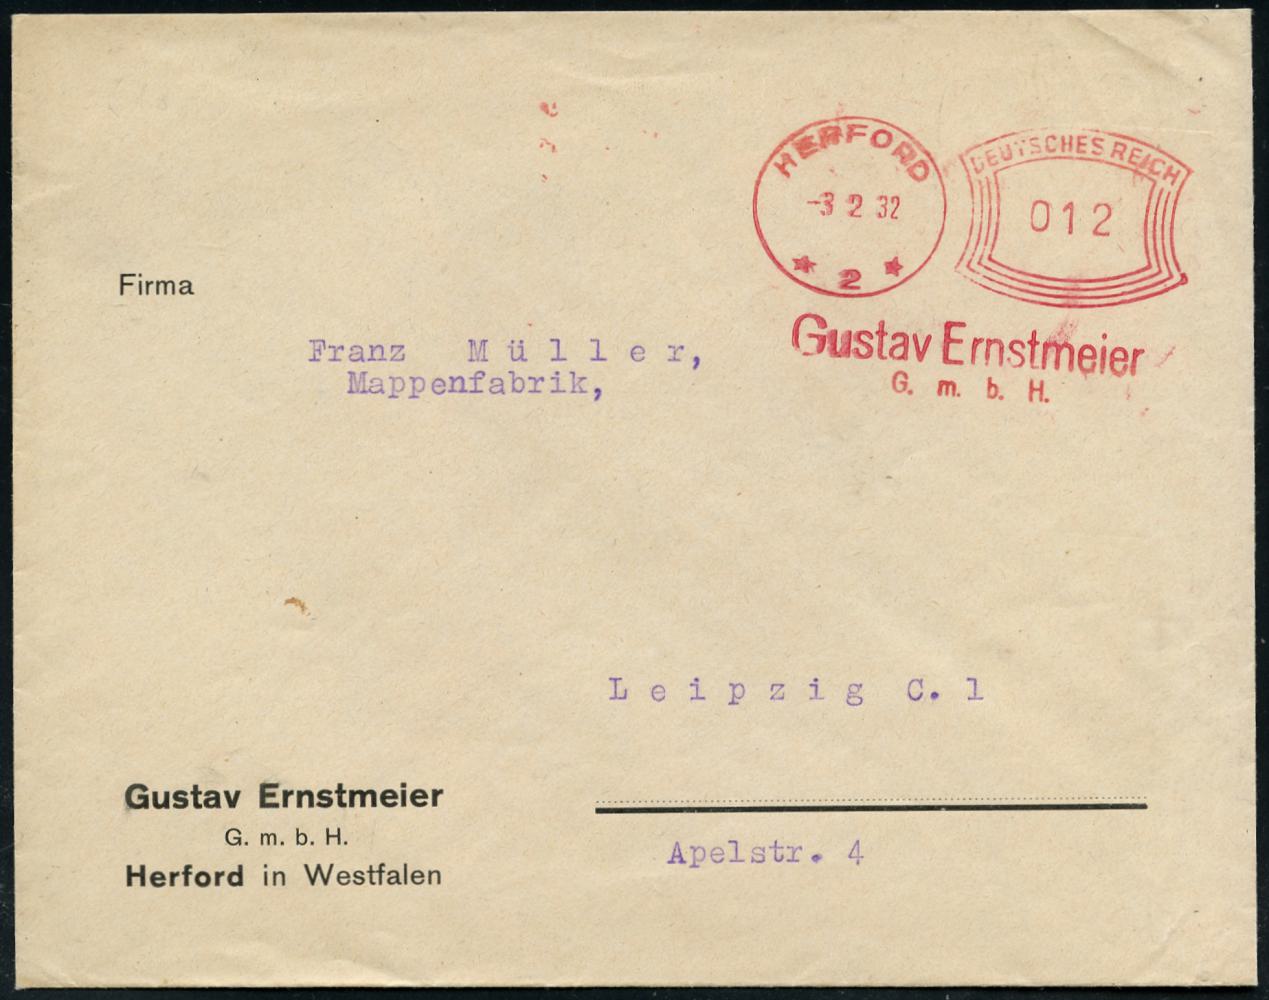 HERFORD
-3 2 32
2
DEUTSCHES REICH
012
Gustav Ernstmeier
G. m. b. H.
Firma
Franz Müller,
Mappenfabrik,
Leipzig C. 1
Apelstr. 4
Gustav Ernstmeier
G. m. b. H.
Herford in Westfalen